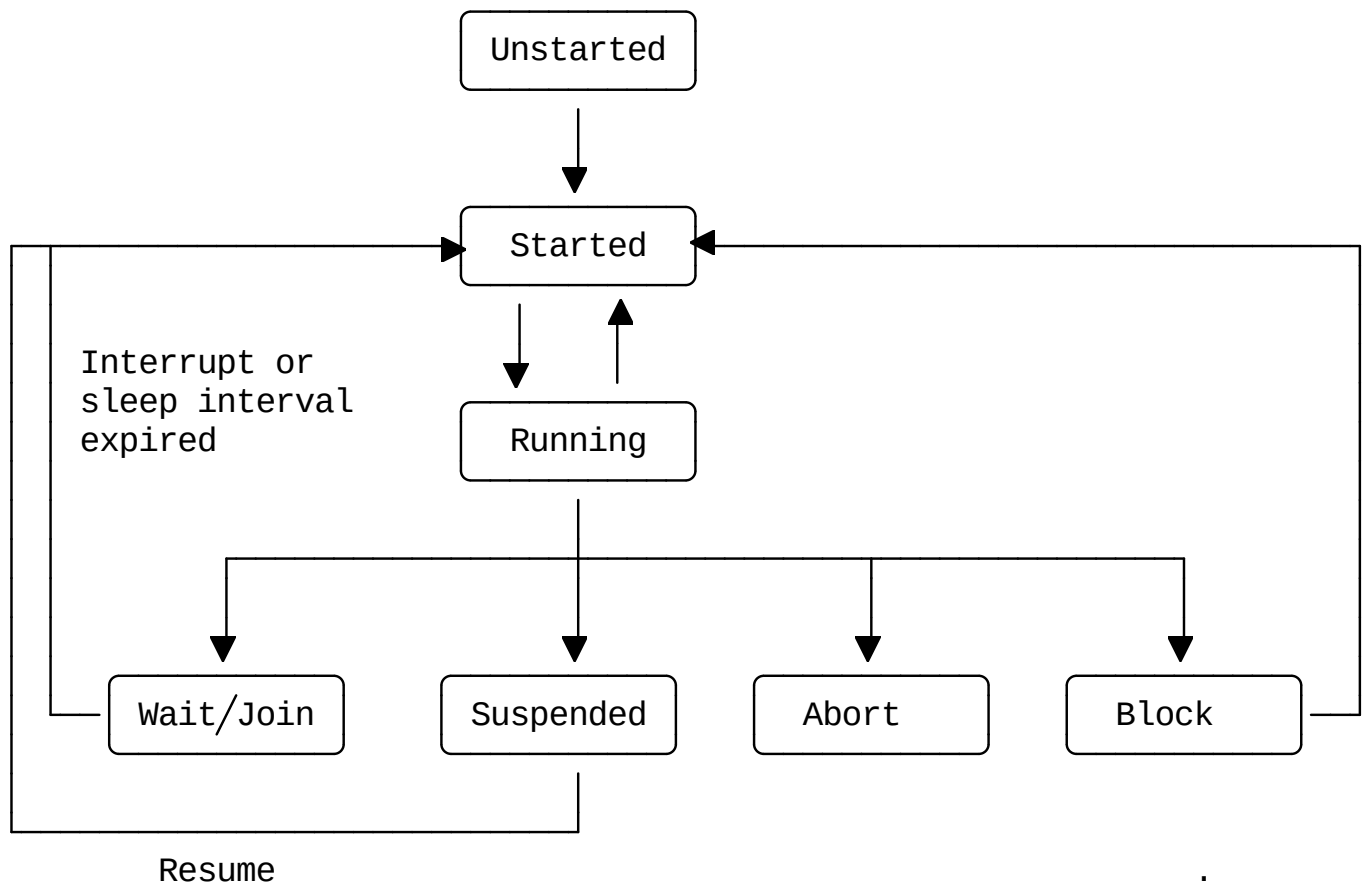 Unstarted
Started
Interrupt or
sleep interval
expired
Running
Wait/Join
Suspended
Abort
Block
Resume
.